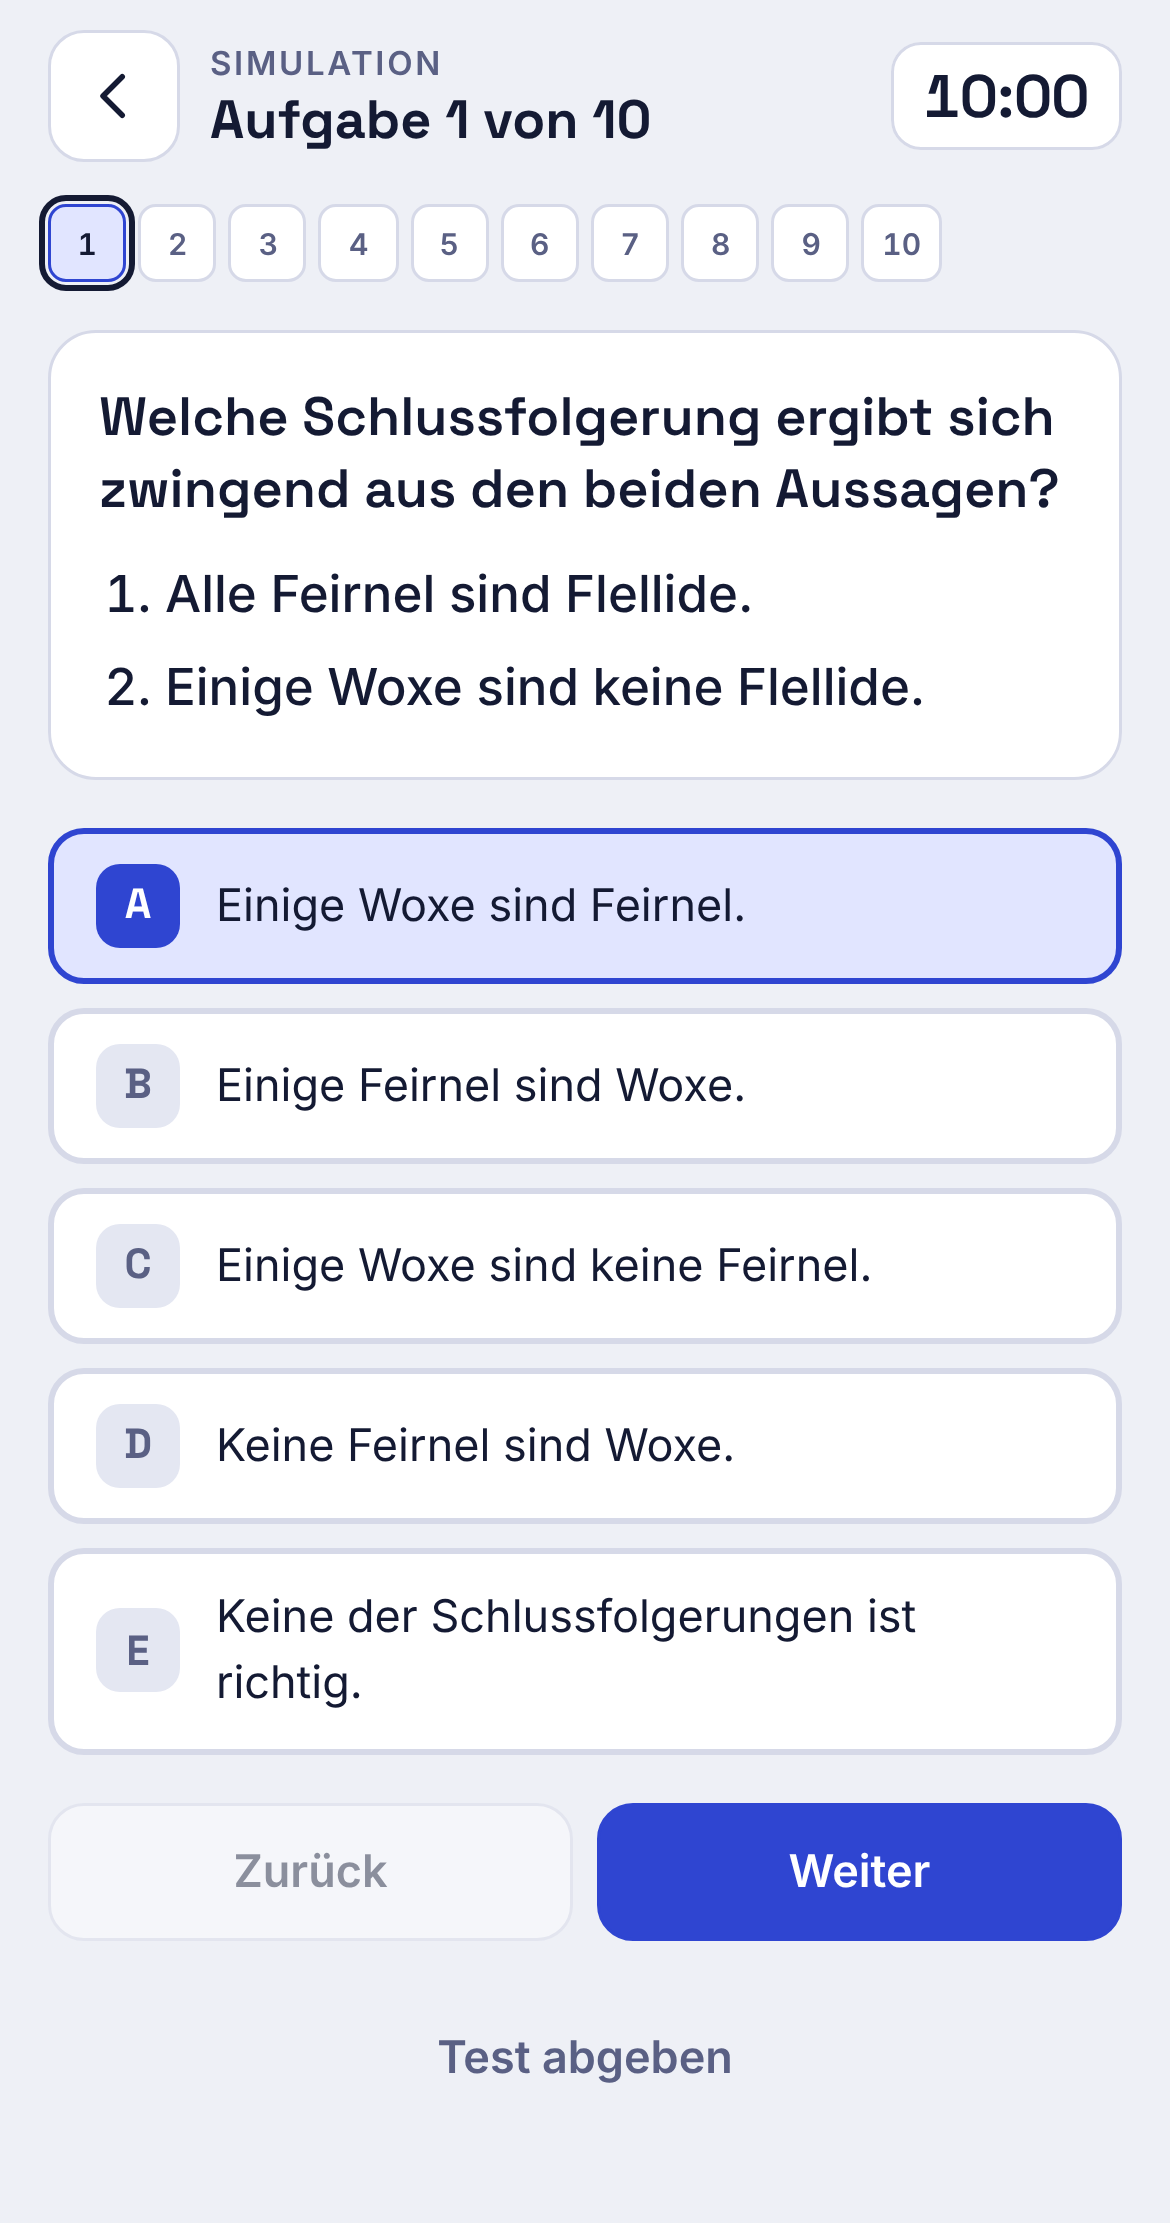 SIMULATION
Aufgabe 1 von 10
10:00
1 2 3 4 5 6 7 8 9 10
Welche Schlussfolgerung ergibt sich
zwingend aus den beiden Aussagen?
1. Alle Feirnel sind Flellide.
2. Einige Woxe sind keine Flellide.
A Einige Woxe sind Feirnel.
B Einige Feirnel sind Woxe.
C Einige Woxe sind keine Feirnel.
D Keine Feirnel sind Woxe.
E Keine der Schlussfolgerungen ist
richtig.
Zurück Weiter
Test abgeben